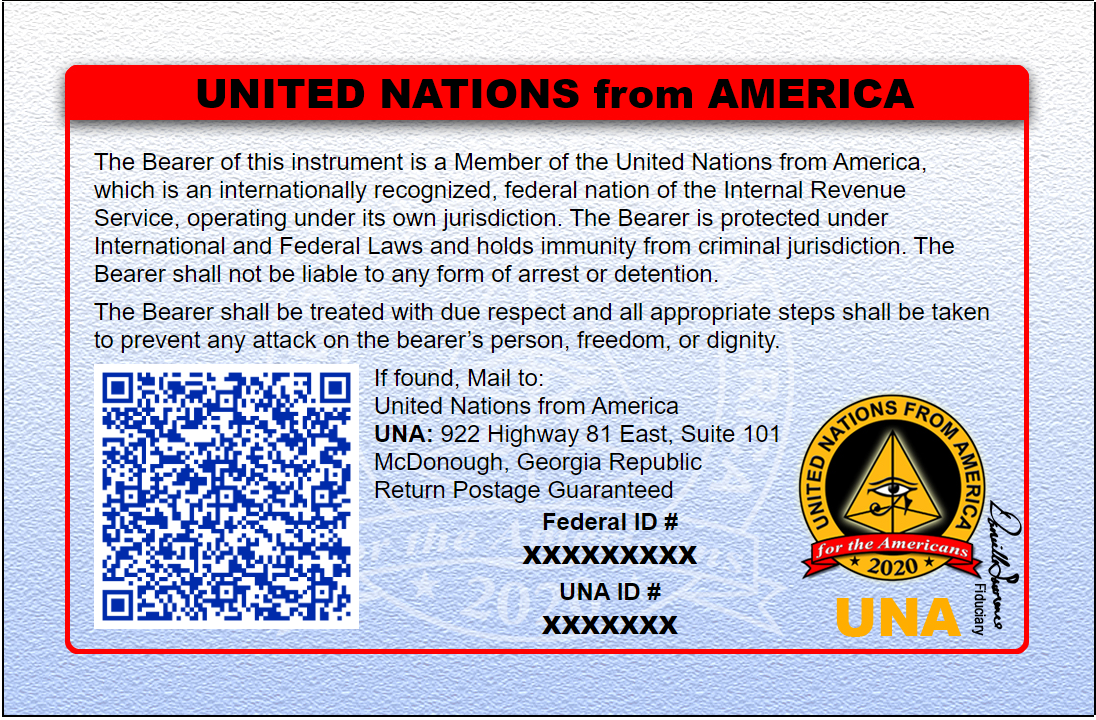 UNITED NATIONS from AMERICA
The Bearer of this instrument is a Member of the United Nations from America,
which is an internationally recognized, federal nation of the Internal Revenue
Service, operating under its own jurisdiction. The Bearer is protected under
International and Federal Laws and holds immunity from criminal jurisdiction. The
Bearer shall not be liable to any form of arrest or detention.
The Bearer shall be treated with due respect and all appropriate steps shall be taken
to prevent any attack on the bearer's person, freedom, or dignity.
If found, Mail to:
United Nations from America
UNA: 922 Highway 81 East, Suite 101
McDonough, Georgia Republic
Return Postage Guaranteed
Federal ID #
XXXXXXXXX
UNA ID #
XXXXXXX
UNITED NATIONS FROM AMERICA
for the Americans
2020
UNA
Fiduciary